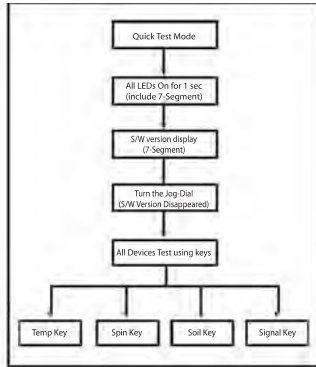 Quick Test Mode
All LEDs On for 1 sec
(include 7-Segment)
S/W version display
(7-Segment)
Turn the Jog-Dial
(S/W Version Disappeared)
All Devices Test using keys
Temp Key
Spin Key
Soil Key
Signal Key